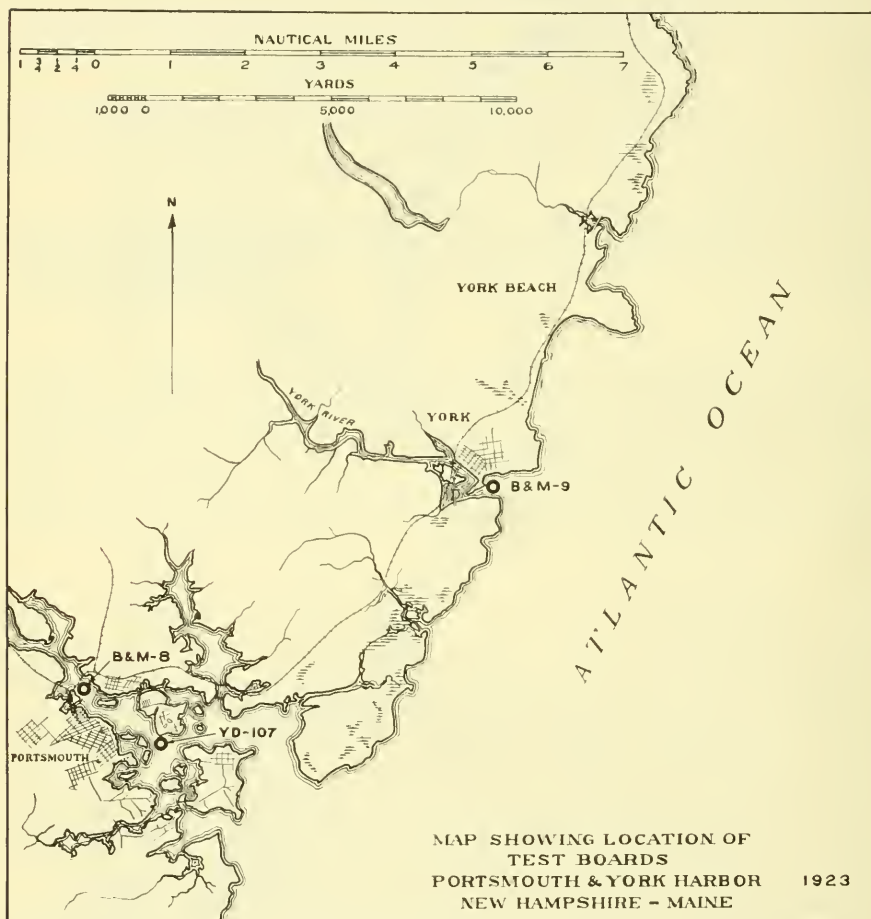 NAUTICAL MILES
1 3/4 1/2 1/4 0 1 2 3 4 5 6 7
YARDS
1,000 0 5,000 10,000
N
YORK BEACH
ATLANTIC OCEAN
YORK RIVER
YORK
B&M-9
B&M-8
YD-107
PORTSMOUTH
MAP SHOWING LOCATION OF
TEST BOARDS
PORTSMOUTH & YORK HARBOR 1923
NEW HAMPSHIRE - MAINE